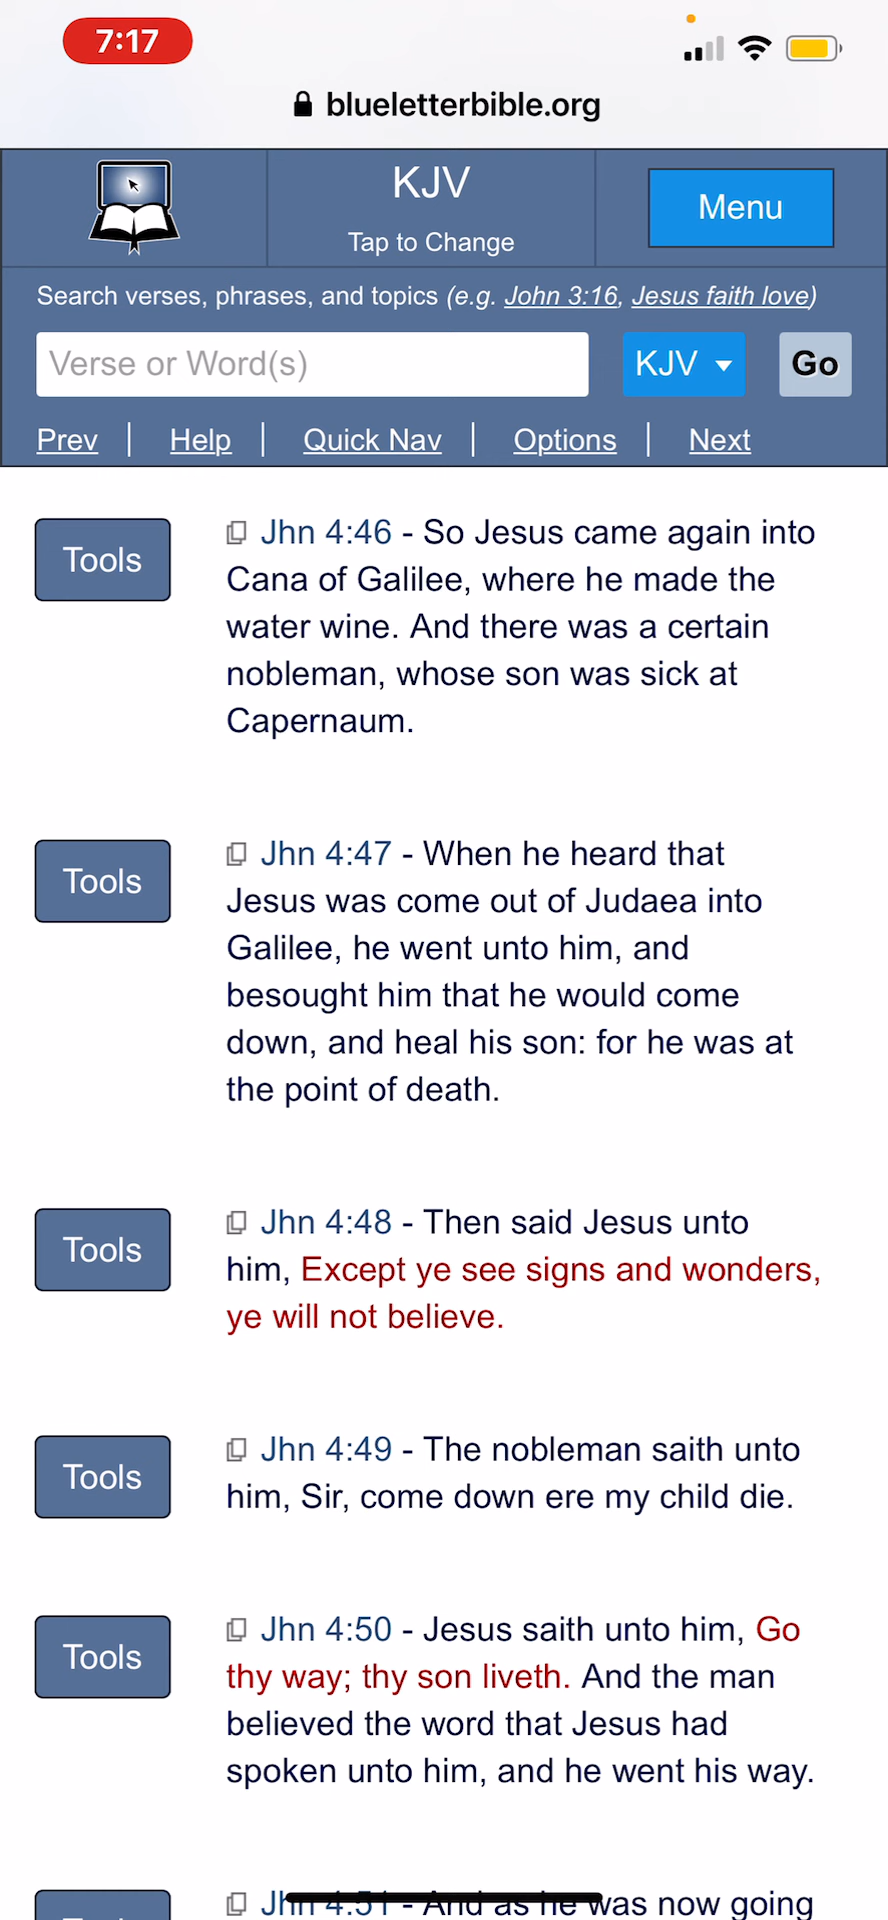 7:17
blueletterbible.org
KJV
Tap to Change
Menu
Search verses, phrases, and topics (e.g. John 3:16, Jesus faith love)
Verse or Word(s)
KJV
Go
Prev | Help | Quick Nav | Options | Next
Tools
Jhn 4:46 - So Jesus came again into
Cana of Galilee, where he made the
water wine. And there was a certain
nobleman, whose son was sick at
Capernaum.
Tools
Jhn 4:47 - When he heard that
Jesus was come out of Judaea into
Galilee, he went unto him, and
besought him that he would come
down, and heal his son: for he was at
the point of death.
Tools
Jhn 4:48 - Then said Jesus unto
him, Except ye see signs and wonders,
ye will not believe.
Tools
Jhn 4:49 - The nobleman saith unto
him, Sir, come down ere my child die.
Tools
Jhn 4:50 - Jesus saith unto him, Go
thy way; thy son liveth. And the man
believed the word that Jesus had
spoken unto him, and he went his way.
Jhn 4:51 - And as he was now going